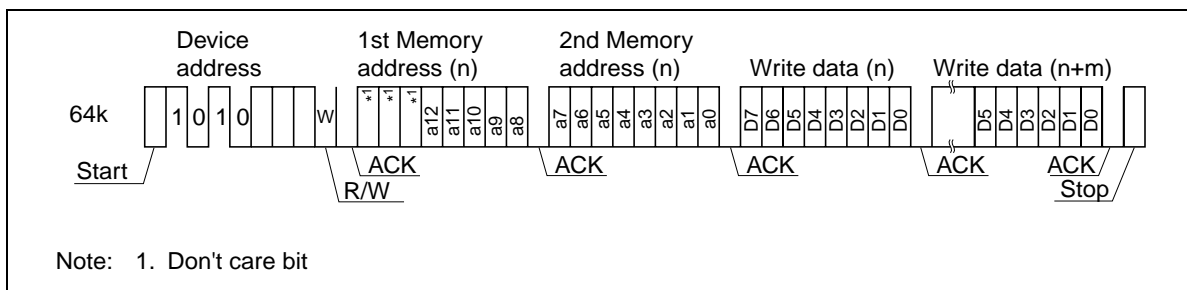 Device address
1st Memory address (n)
2nd Memory address (n)
Write data (n)
Write data (n+m)
64k
1 0 1 0
W
*1 *1 *1 a12 a11 a10 a9 a8
a7 a6 a5 a4 a3 a2 a1 a0
D7 D6 D5 D4 D3 D2 D1 D0
D5 D4 D3 D2 D1 D0
Start
ACK
ACK
ACK
ACK
ACK
R/W
Stop
Note: 1. Don't care bit